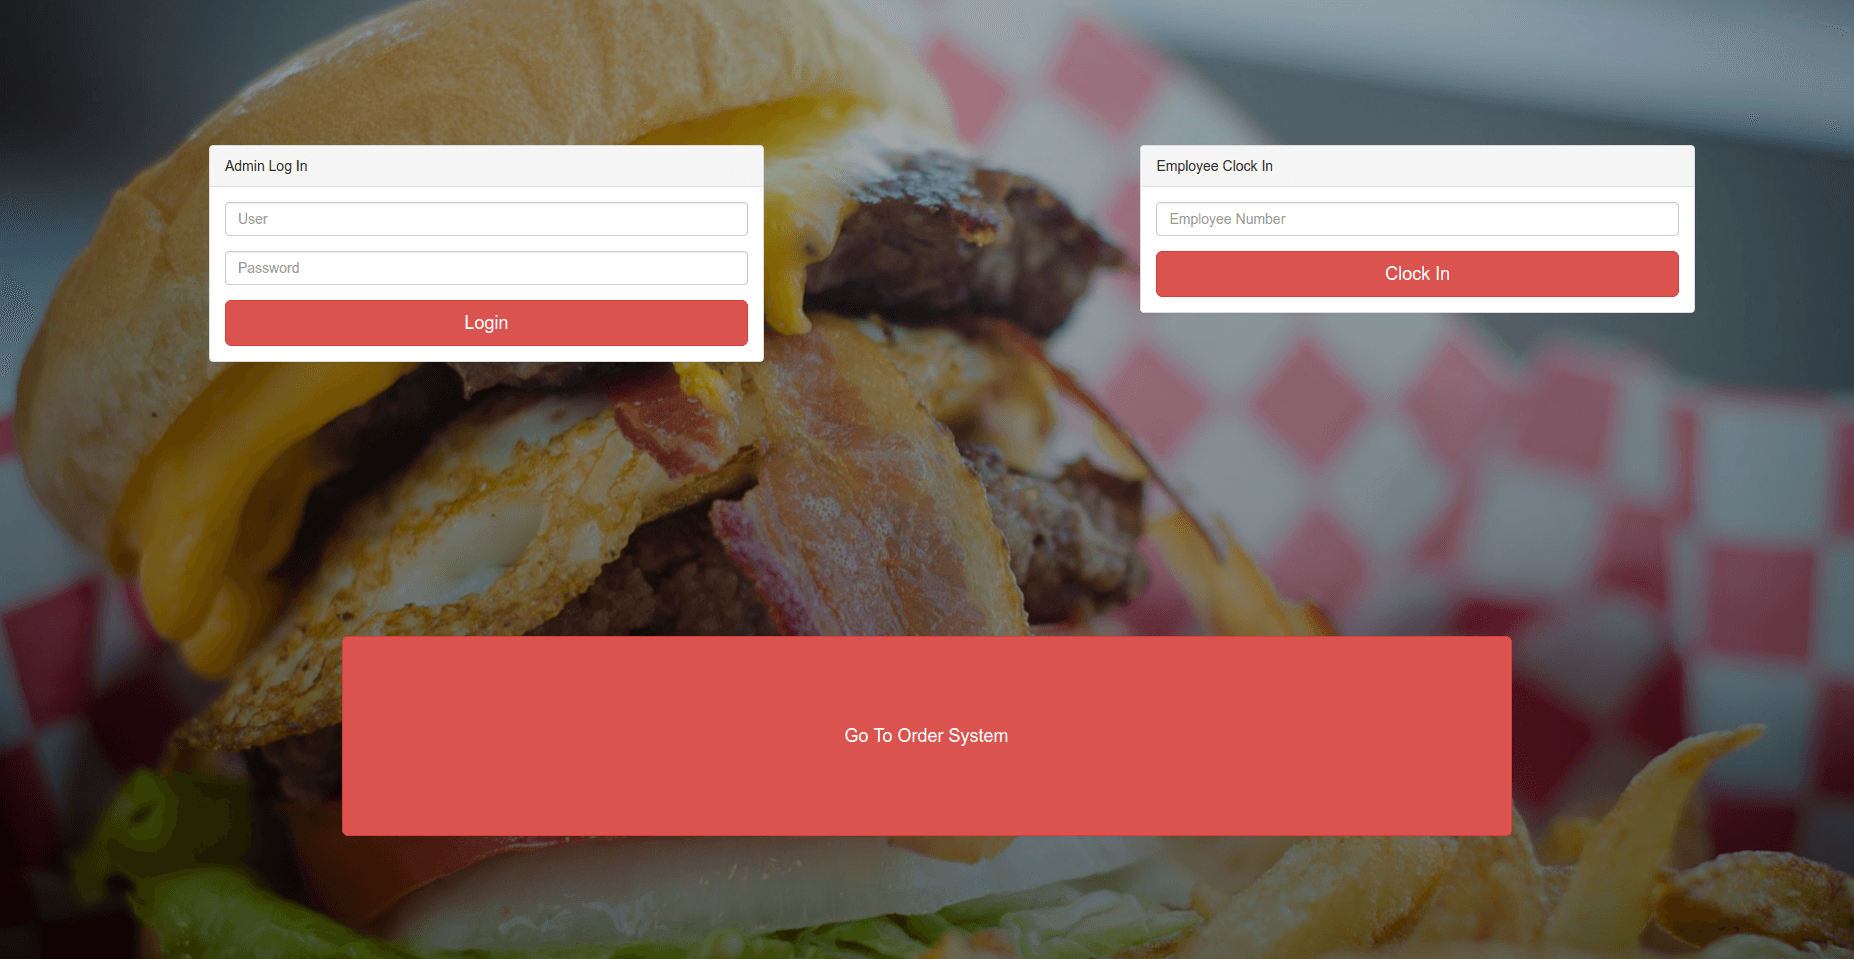 Admin Log In
User
Password
Login
Employee Clock In
Employee Number
Clock In
Go To Order System